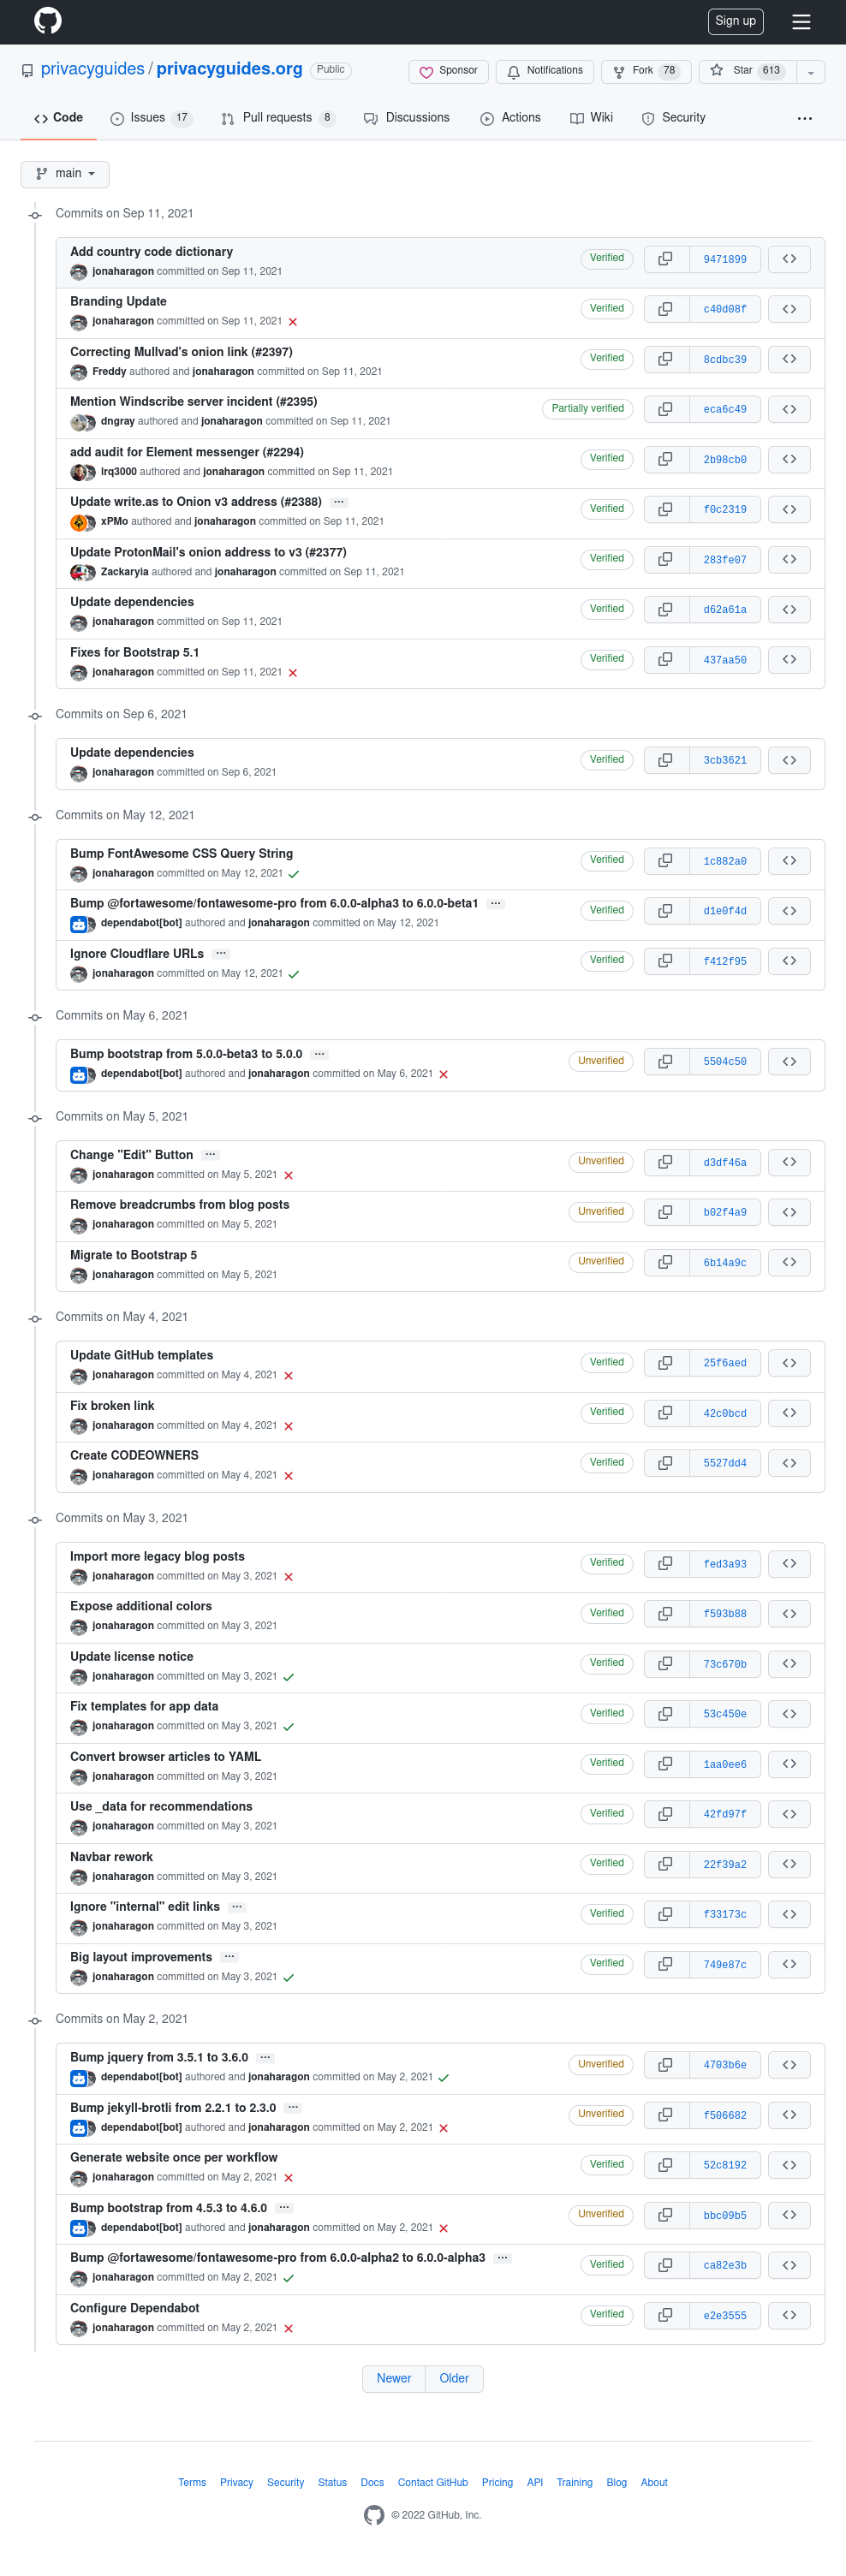 Sign up
privacyguides / privacyguides.org Public
Sponsor Notifications Fork 78 Star 613
Code Issues 17 Pull requests 8 Discussions Actions Wiki Security
main
Commits on Sep 11, 2021
Add country code dictionary
jonaharagon committed on Sep 11, 2021
Verified 9471899
Branding Update
jonaharagon committed on Sep 11, 2021
Verified c40d08f
Correcting Mullvad's onion link (#2397)
Freddy authored and jonaharagon committed on Sep 11, 2021
Verified 8cdbc39
Mention Windscribe server incident (#2395)
dngray authored and jonaharagon committed on Sep 11, 2021
Partially verified eca6c49
add audit for Element messenger (#2294)
lrq3000 authored and jonaharagon committed on Sep 11, 2021
Verified 2b98cb0
Update write.as to Onion v3 address (#2388) …
xPMo authored and jonaharagon committed on Sep 11, 2021
Verified f0c2319
Update ProtonMail's onion address to v3 (#2377)
Zackaryia authored and jonaharagon committed on Sep 11, 2021
Verified 283fe07
Update dependencies
jonaharagon committed on Sep 11, 2021
Verified d62a61a
Fixes for Bootstrap 5.1
jonaharagon committed on Sep 11, 2021
Verified 437aa50
Commits on Sep 6, 2021
Update dependencies
jonaharagon committed on Sep 6, 2021
Verified 3cb3621
Commits on May 12, 2021
Bump FontAwesome CSS Query String
jonaharagon committed on May 12, 2021
Verified 1c882a0
Bump @fortawesome/fontawesome-pro from 6.0.0-alpha3 to 6.0.0-beta1 …
dependabot[bot] authored and jonaharagon committed on May 12, 2021
Verified d1e0f4d
Ignore Cloudflare URLs …
jonaharagon committed on May 12, 2021
Verified f412f95
Commits on May 6, 2021
Bump bootstrap from 5.0.0-beta3 to 5.0.0 …
dependabot[bot] authored and jonaharagon committed on May 6, 2021
Unverified 5504c50
Commits on May 5, 2021
Change "Edit" Button …
jonaharagon committed on May 5, 2021
Unverified d3df46a
Remove breadcrumbs from blog posts
jonaharagon committed on May 5, 2021
Unverified b02f4a9
Migrate to Bootstrap 5
jonaharagon committed on May 5, 2021
Unverified 6b14a9c
Commits on May 4, 2021
Update GitHub templates
jonaharagon committed on May 4, 2021
Verified 25f6aed
Fix broken link
jonaharagon committed on May 4, 2021
Verified 42c0bcd
Create CODEOWNERS
jonaharagon committed on May 4, 2021
Verified 5527dd4
Commits on May 3, 2021
Import more legacy blog posts
jonaharagon committed on May 3, 2021
Verified fed3a93
Expose additional colors
jonaharagon committed on May 3, 2021
Verified f593b88
Update license notice
jonaharagon committed on May 3, 2021
Verified 73c670b
Fix templates for app data
jonaharagon committed on May 3, 2021
Verified 53c450e
Convert browser articles to YAML
jonaharagon committed on May 3, 2021
Verified 1aa0ee6
Use _data for recommendations
jonaharagon committed on May 3, 2021
Verified 42fd97f
Navbar rework
jonaharagon committed on May 3, 2021
Verified 22f39a2
Ignore "internal" edit links …
jonaharagon committed on May 3, 2021
Verified f33173c
Big layout improvements …
jonaharagon committed on May 3, 2021
Verified 749e87c
Commits on May 2, 2021
Bump jquery from 3.5.1 to 3.6.0 …
dependabot[bot] authored and jonaharagon committed on May 2, 2021
Unverified 4703b6e
Bump jekyll-brotli from 2.2.1 to 2.3.0 …
dependabot[bot] authored and jonaharagon committed on May 2, 2021
Unverified f506682
Generate website once per workflow
jonaharagon committed on May 2, 2021
Verified 52c8192
Bump bootstrap from 4.5.3 to 4.6.0 …
dependabot[bot] authored and jonaharagon committed on May 2, 2021
Unverified bbc09b5
Bump @fortawesome/fontawesome-pro from 6.0.0-alpha2 to 6.0.0-alpha3 …
jonaharagon committed on May 2, 2021
Verified ca82e3b
Configure Dependabot
jonaharagon committed on May 2, 2021
Verified e2e3555
Newer Older
Terms Privacy Security Status Docs Contact GitHub Pricing API Training Blog About
© 2022 GitHub, Inc.